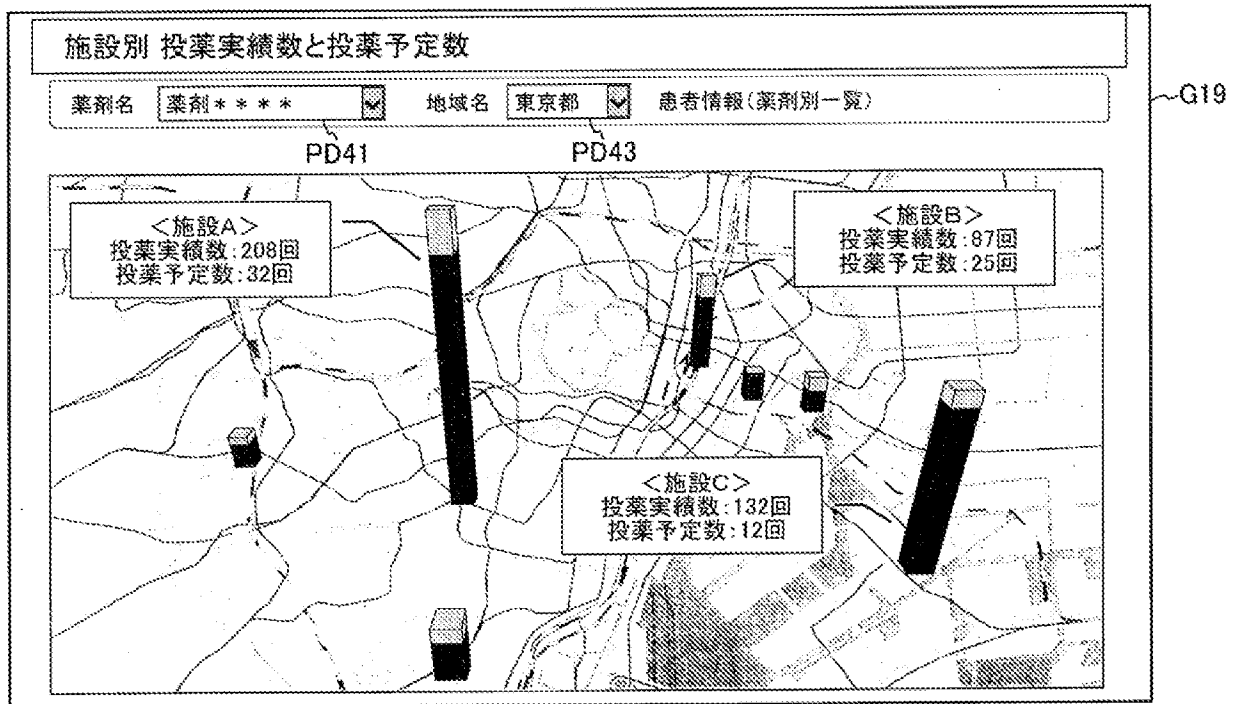 施設別 投薬実績数と投薬予定数
薬剤名 薬剤＊＊＊＊ 地域名 東京都 患者情報(薬剤別一覧)
G19
PD41 PD43
＜施設A＞
投薬実績数:208回
投薬予定数:32回
＜施設B＞
投薬実績数:87回
投薬予定数:25回
＜施設C＞
投薬実績数:132回
投薬予定数:12回